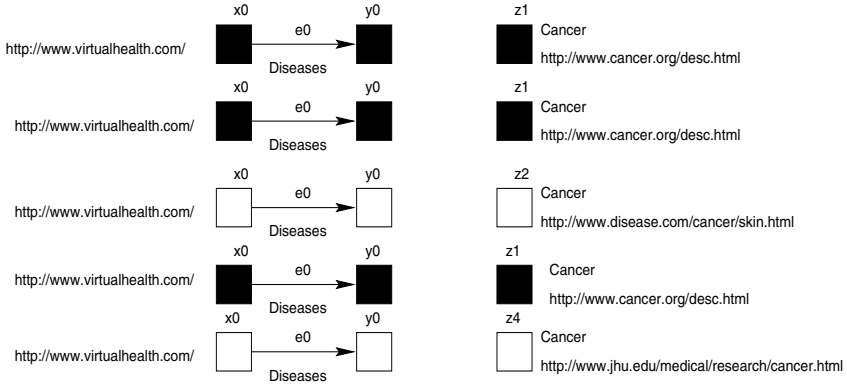 x0 y0 z1
e0 Cancer
http://www.virtualhealth.com/ http://www.cancer.org/desc.html
Diseases
x0 y0 z1
e0 Cancer
http://www.virtualhealth.com/ http://www.cancer.org/desc.html
Diseases
x0 y0 z2
e0 Cancer
http://www.virtualhealth.com/ http://www.disease.com/cancer/skin.html
Diseases
x0 y0 z1
e0 Cancer
http://www.virtualhealth.com/ http://www.cancer.org/desc.html
Diseases
x0 y0 z4
e0 Cancer
http://www.virtualhealth.com/ http://www.jhu.edu/medical/research/cancer.html
Diseases